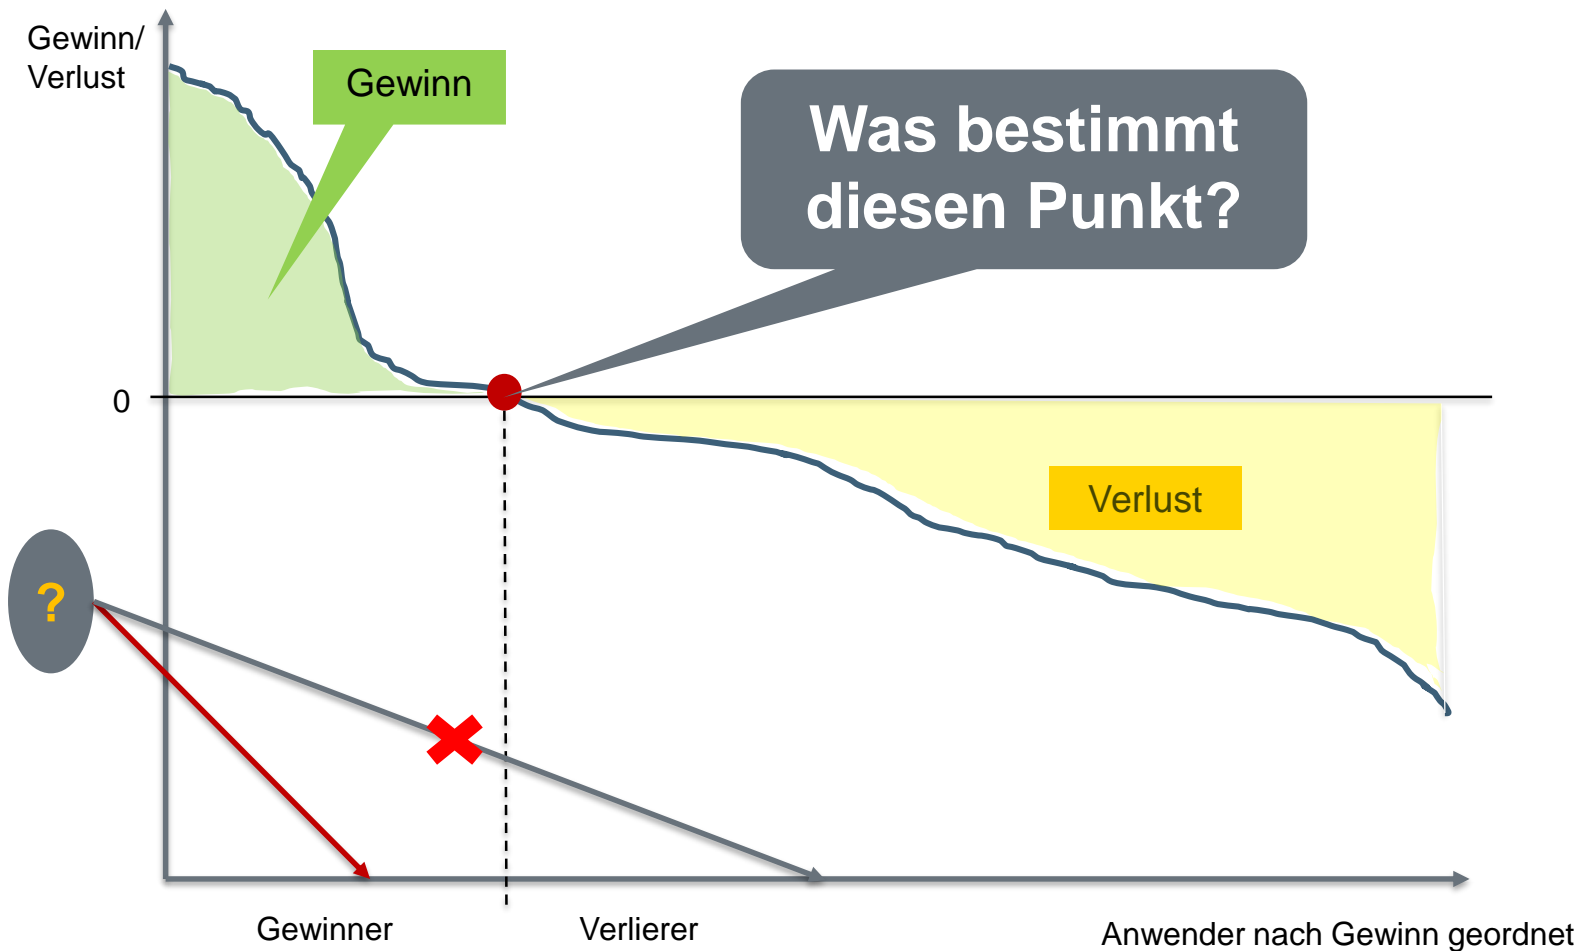 Gewinn/
Verlust
Gewinn
Was bestimmt
diesen Punkt?
0
Verlust
?
Gewinner
Verlierer
Anwender nach Gewinn geordnet